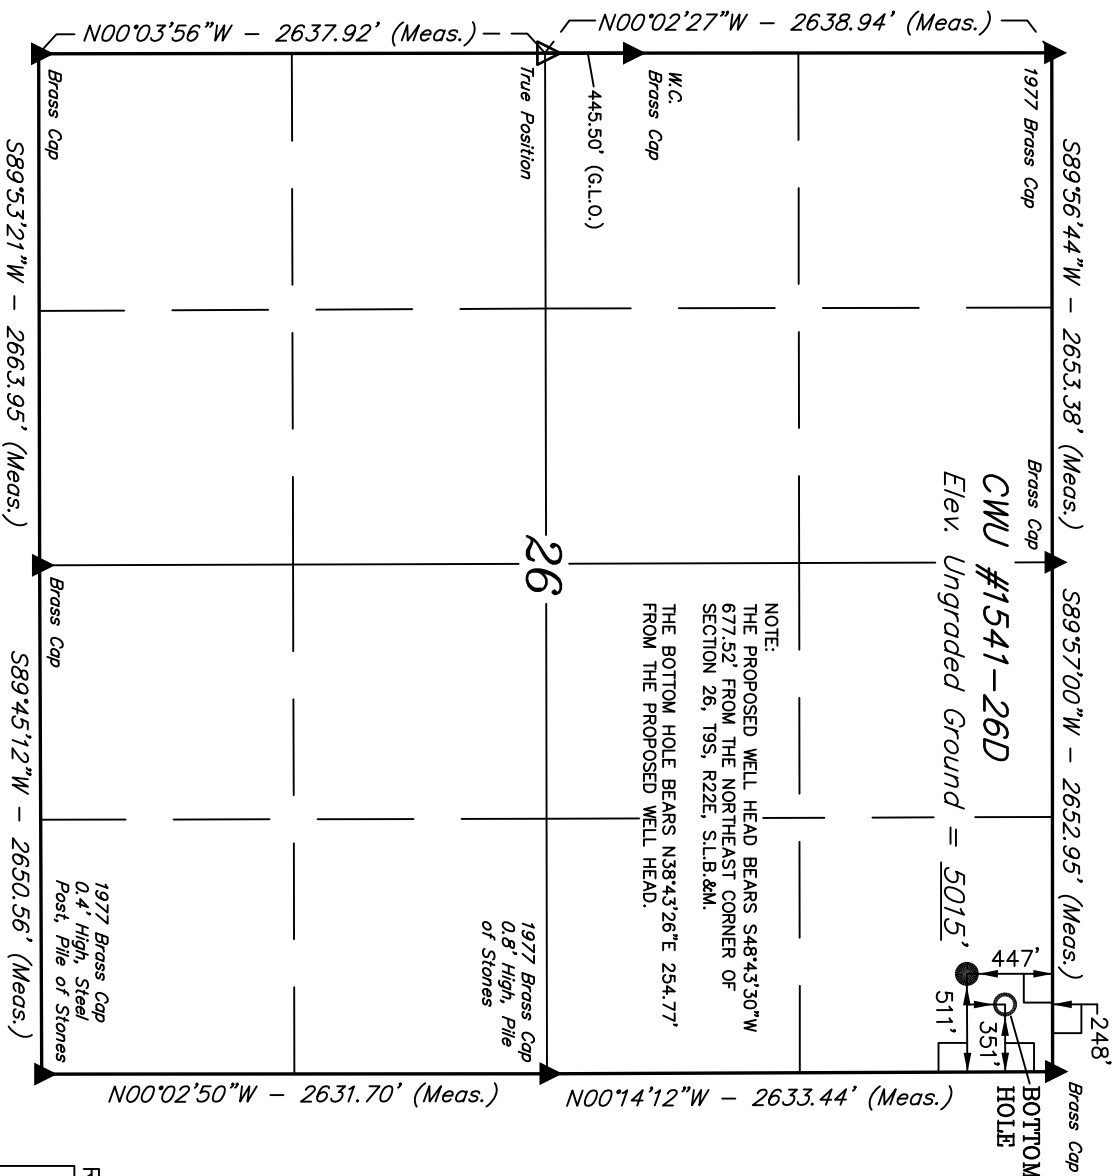 S89°56'44"W - 2653.38' (Meas.)
S89°57'00"W - 2652.95' (Meas.)
248'
1977 Brass Cap
Brass Cap
Brass Cap
N00°02'27"W - 2638.94' (Meas.)
N00°03'56"W - 2637.92' (Meas.)
CWU #1541-26D
Elev. Ungraded Ground = 5015'
447'
511'
351'
BOTTOM
HOLE
W.C.
Brass Cap
445.50' (G.L.O.)
True Position
NOTE:
THE PROPOSED WELL HEAD BEARS S48°43'30"W
677.52' FROM THE NORTHEAST CORNER OF
SECTION 26, T9S, R22E, S.L.B.&M.
THE BOTTOM HOLE BEARS N38°43'26"E 254.77'
FROM THE PROPOSED WELL HEAD.
26
1977 Brass Cap
0.8' High, Pile
of Stones
N00°14'12"W - 2633.44' (Meas.)
N00°02'50"W - 2631.70' (Meas.)
Brass Cap
Brass Cap
1977 Brass Cap
0.4' High, Steel
Post, Pile of Stones
S89°53'21"W - 2663.95' (Meas.)
S89°45'12"W - 2650.56' (Meas.)